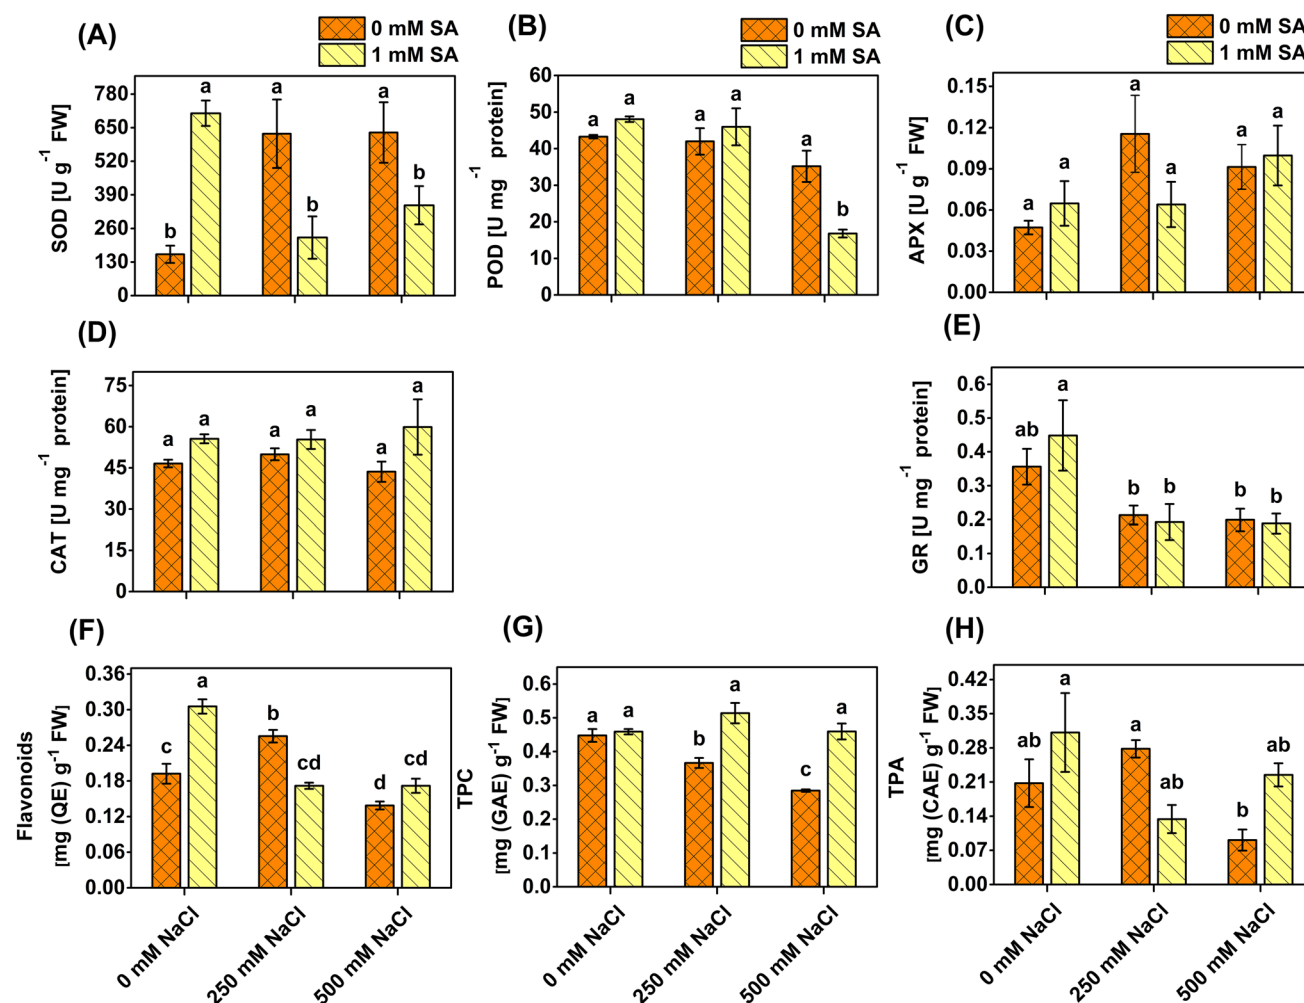 (A)
0 mM SA
1 mM SA
SOD [U g⁻¹ FW]
780
650
520
390
260
130
0
b
a
a
b
a
b
(B)
0 mM SA
1 mM SA
POD [U mg⁻¹ protein]
60
50
40
30
20
10
0
a
a
a
a
a
b
(C)
0 mM SA
1 mM SA
APX [U g⁻¹ FW]
0.15
0.12
0.09
0.06
0.03
0.00
a
a
a
a
a
a
(D)
CAT [U mg⁻¹ protein]
75
60
45
30
15
0
a
a
a
a
a
a
(E)
GR [U mg⁻¹ protein]
0.6
0.5
0.4
0.3
0.2
0.1
0.0
ab
a
b
b
b
b
(F)
Flavonoids
[mg (QE) g⁻¹ FW]
0.36
0.30
0.24
0.18
0.12
0.06
0.00
c
a
b
cd
d
cd
0 mM NaCl
250 mM NaCl
500 mM NaCl
(G)
TPC
[mg (GAE) g⁻¹ FW]
0.6
0.5
0.4
0.3
0.2
0.1
0.0
a
a
b
a
c
a
0 mM NaCl
250 mM NaCl
500 mM NaCl
(H)
TPA
[mg (CAE) g⁻¹ FW]
0.42
0.35
0.28
0.21
0.14
0.07
0.00
ab
a
a
ab
b
ab
0 mM NaCl
250 mM NaCl
500 mM NaCl